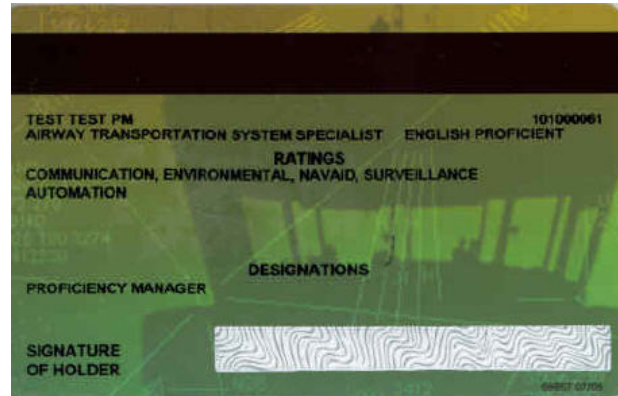 TEST TEST PM 101000061
AIRWAY TRANSPORTATION SYSTEM SPECIALIST ENGLISH PROFICIENT
RATINGS
COMMUNICATION, ENVIRONMENTAL, NAVAID, SURVEILLANCE
AUTOMATION
DESIGNATIONS
PROFICIENCY MANAGER
SIGNATURE
OF HOLDER